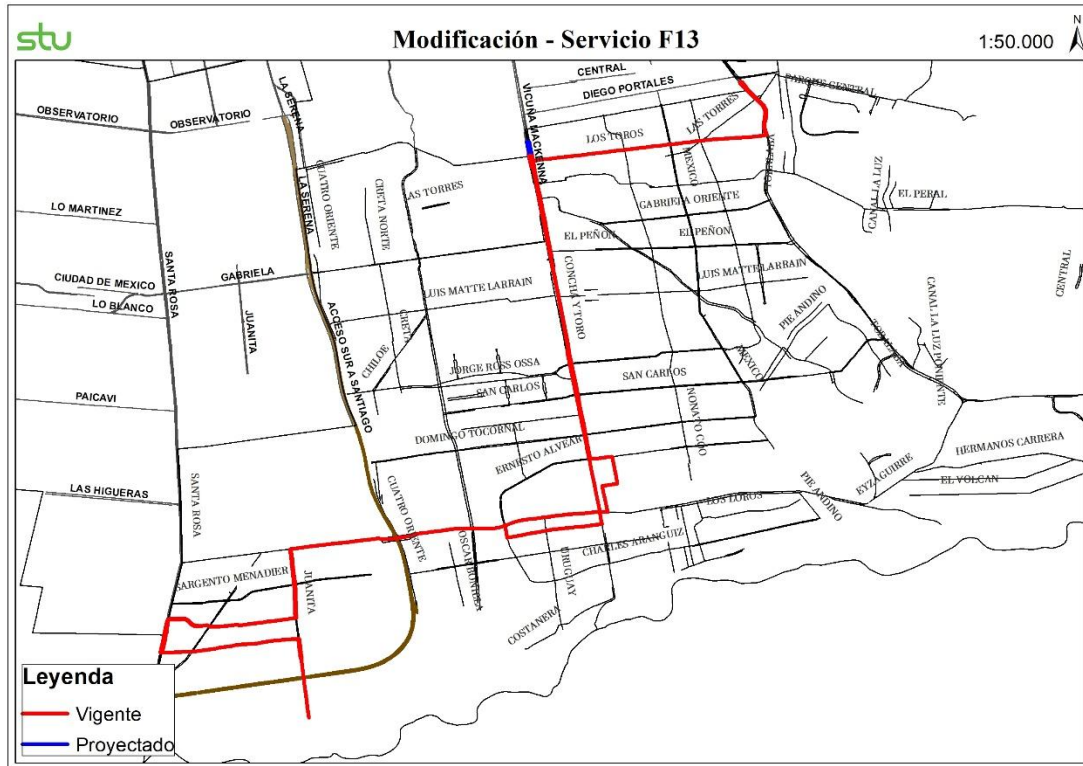 stu
Modificación - Servicio F13
1:50.000
N
CENTRAL
DIEGO PORTALES
PARQUE CENTRAL
LA SERENA
VICUÑA MACKENNA
OBSERVATORIO
OBSERVATORIO
LAS TORRES
LOS TOROS
MEXICO
CUATRO ORIENTE
CRETA NORTE
LAS TORRES
LA SERENA
GABRIELA ORIENTE
CANAL LA LUZ
EL PERAL
LO MARTINEZ
EL PEÑON
EL PEÑON
SANTA ROSA
CIUDAD DE MEXICO
GABRIELA
LUIS MATTE LARRAIN
CONCHA Y TORO
LUIS MATTE LARRAIN
CENTRAL
LO BLANCO
JUANITA
ACCESO SUR A SANTIAGO
CRETA
PIE ANDINO
TOBALABA
CANAL LA LUZ PONIENTE
CHILOE
JORGE ROSS OSSA
MEXICO
SAN CARLOS
SAN CARROS
NONATO COO
PAICAVI
DOMINGO TOCORNAL
ERNESTO ALVEAR
HERMANOS CARRERA
EYZAGUIRRE
EL VOLCAN
LAS HIGUERAS
SANTA ROSA
CUATRO ORIENTE
PIE ANDINO
LOS LOROS
OSCAR BONILLA
CHARLES ARANGUIZ
URUGUAY
SARGENTO MENADIER
JUANITA
COSTANERA
Leyenda
Vigente
Proyectado